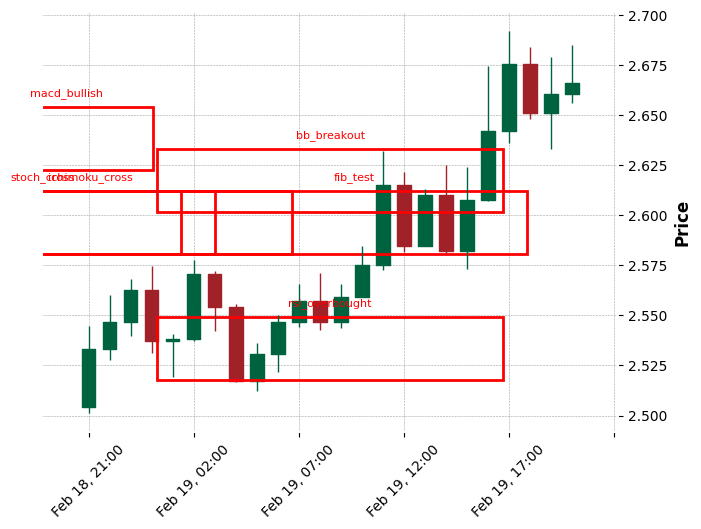 2.700
2.675
macd_bullish
2.650
bb_breakout
2.625
stoch_cross
ichimoku_cross
fib_test
2.600
Price
2.575
2.550
2.525
2.500
Feb 18, 21:00
Feb 19, 02:00
Feb 19, 07:00
Feb 19, 12:00
Feb 19, 17:00